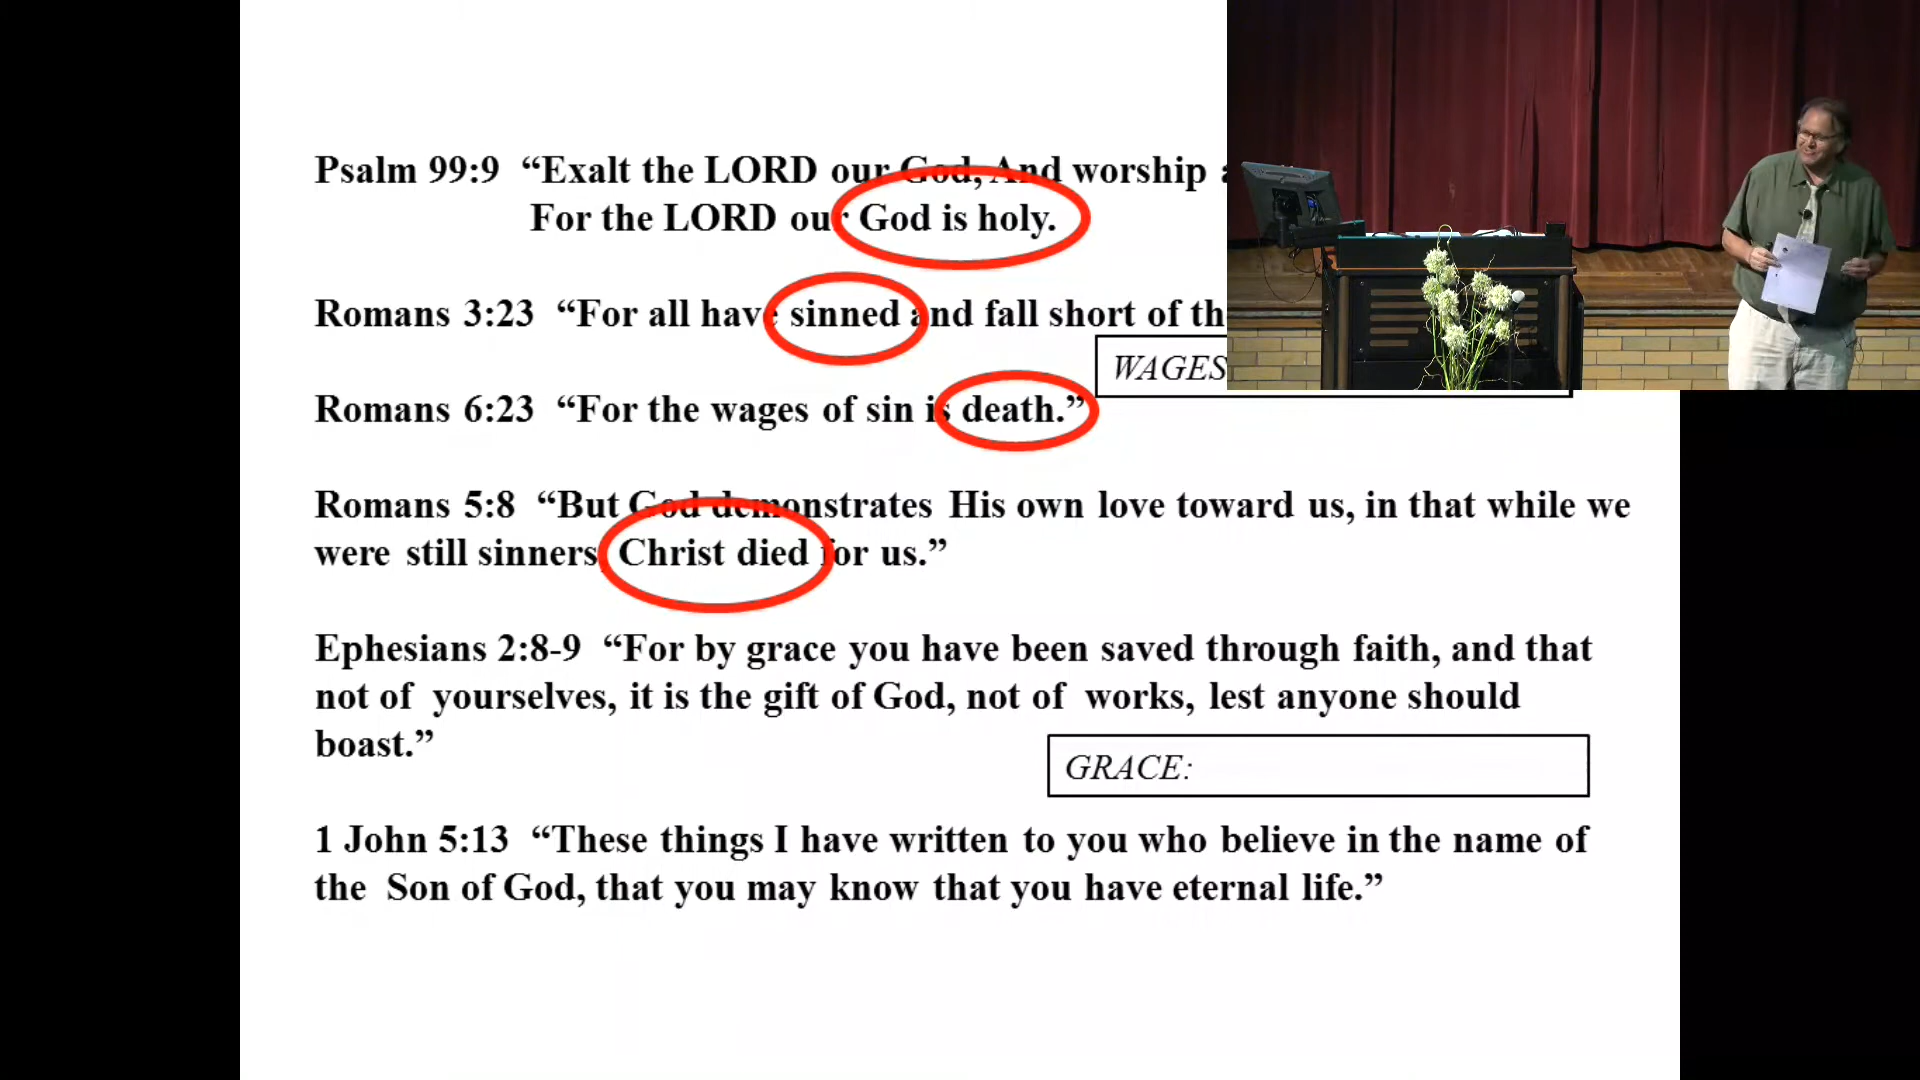 Psalm 99:9 “Exalt the LORD our God, And worship
For the LORD our God is holy.
Romans 3:23 “For all have sinned and fall short of th
WAGES
Romans 6:23 “For the wages of sin is death.”
Romans 5:8 “But God demonstrates His own love toward us, in that while we
were still sinners, Christ died for us.”
Ephesians 2:8-9 “For by grace you have been saved through faith, and that
not of yourselves, it is the gift of God, not of works, lest anyone should
boast.”
GRACE:
1 John 5:13 “These things I have written to you who believe in the name of
the Son of God, that you may know that you have eternal life.”